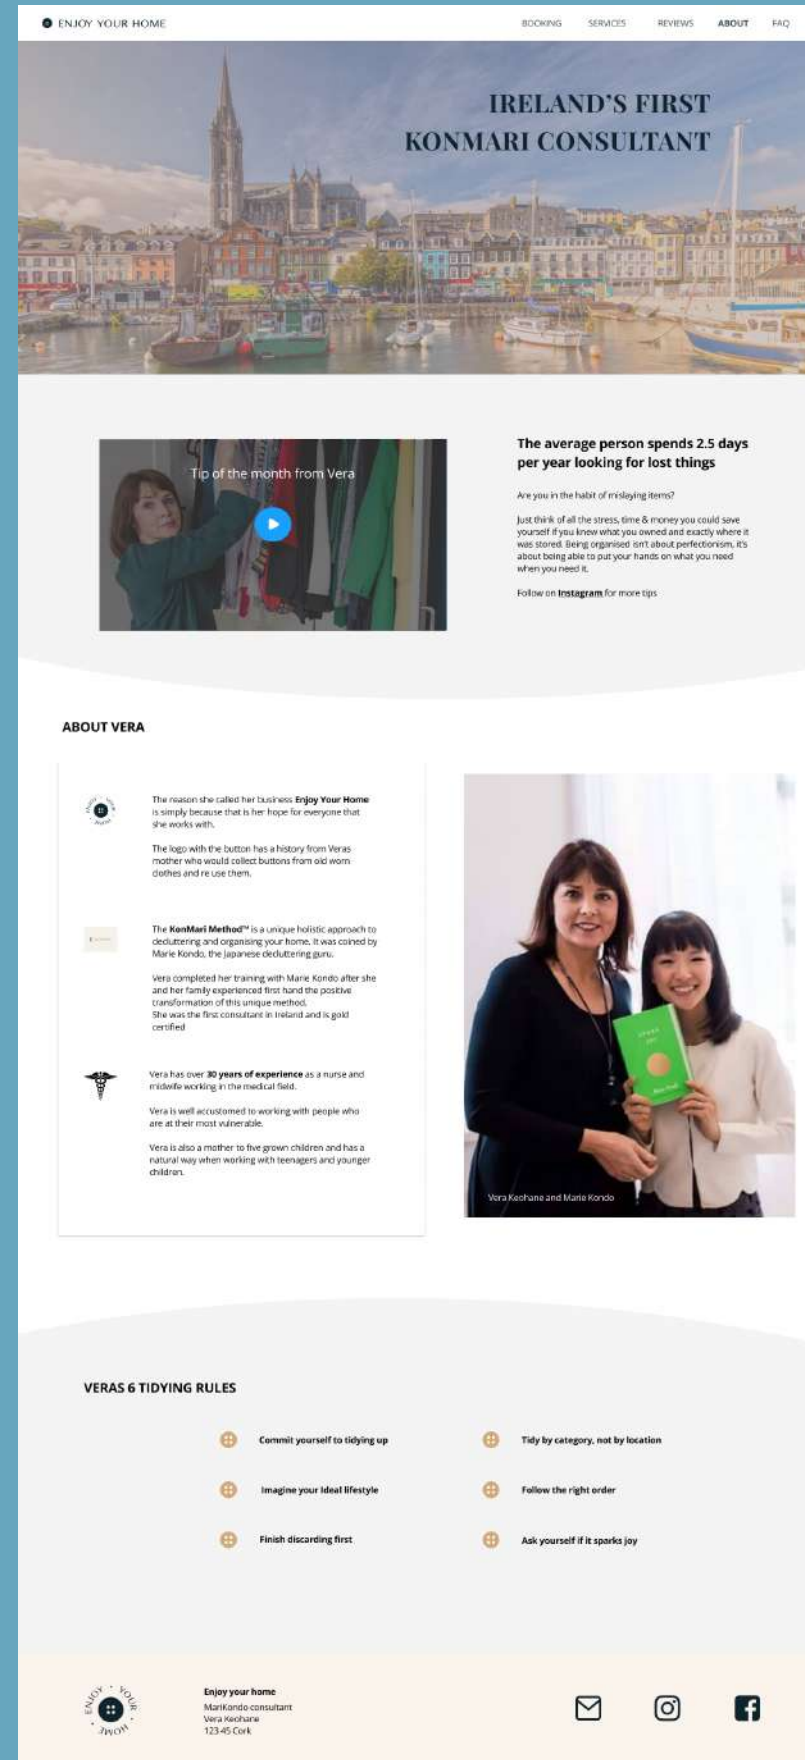 ENJOY YOUR HOME
BOOKING SERVICES REVIEWS ABOUT FAQ
IRELAND'S FIRST
KONMARI CONSULTANT
Tip of the month from Vera
The average person spends 2.5 days
per year looking for lost things
Are you in the habit of mislaying items?
Just think of all the stress, time & money you could save
yourself if you knew what you owned and exactly where it
was stored. Being organised isn't about perfectionism, it's
about being able to put your hands on what you need
when you need it.
Follow on Instagram for more tips
ABOUT VERA
ENJOY YOUR HOME
The reason she called her business Enjoy Your Home
is simply because that is her hope for everyone that
she works with.
The logo with the button has a history from Veras
mother who would collect buttons from old worn
clothes and re use them.
The KonMari Method™ is a unique holistic approach to
decluttering and organising your home. It was coined by
Marie Kondo, the Japanese decluttering guru.
Vera completed her training with Marie Kondo after she
and her family experienced first hand the positive
transformation of this unique method.
She was the first consultant in Ireland and is gold
certified
Vera has over 30 years of experience as a nurse and
midwife working in the medical field.
Vera is well accustomed to working with people who
are at their most vulnerable.
Vera is also a mother to five grown children and has a
natural way when working with teenagers and younger
children.
SPARK
JOY
Vera Keohane and Marie Kondo
VERAS 6 TIDYING RULES
Commit yourself to tidying up
Tidy by category, not by location
Imagine your Ideal lifestyle
Follow the right order
Finish discarding first
Ask yourself if it sparks joy
ENJOY YOUR HOME
Enjoy your home
MariKondo consultant
Vera Keohane
123 45 Cork